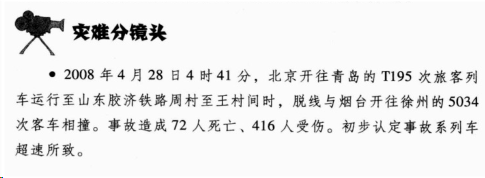 灾难分镜头
● 2008 年 4 月 28 日 4 时 41 分，北京开往青岛的 T195 次旅客列
车运行至山东胶济铁路周村至王村间时，脱线与烟台开往徐州的 5034
次客车相撞。事故造成 72 人死亡、416 人受伤。初步认定事故系列车
超速所致。